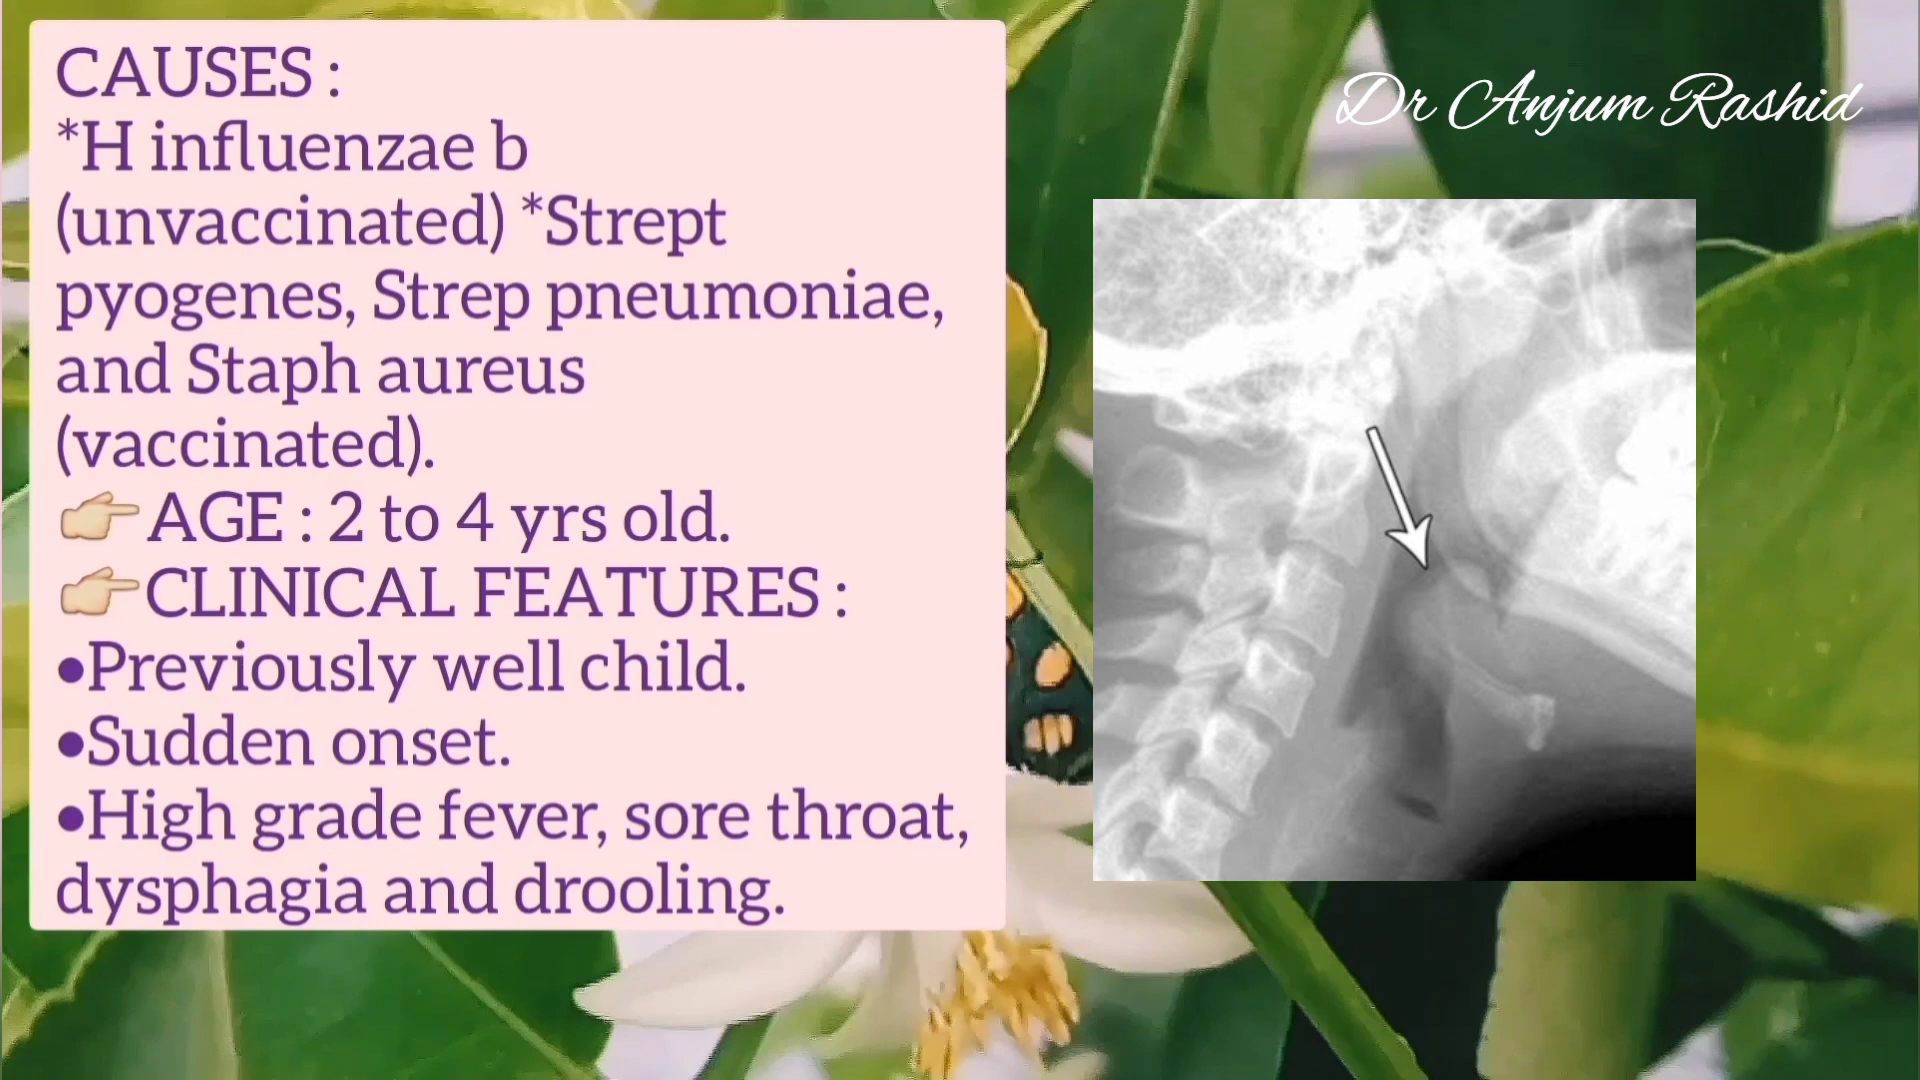 CAUSES :
*H influenzae b
(unvaccinated) *Strept
pyogenes, Strep pneumoniae,
and Staph aureus
(vaccinated).
👉🏼AGE : 2 to 4 yrs old.
👉🏼CLINICAL FEATURES :
•Previously well child.
•Sudden onset.
•High grade fever, sore throat,
dysphagia and drooling.
Dr Anjum Rashid